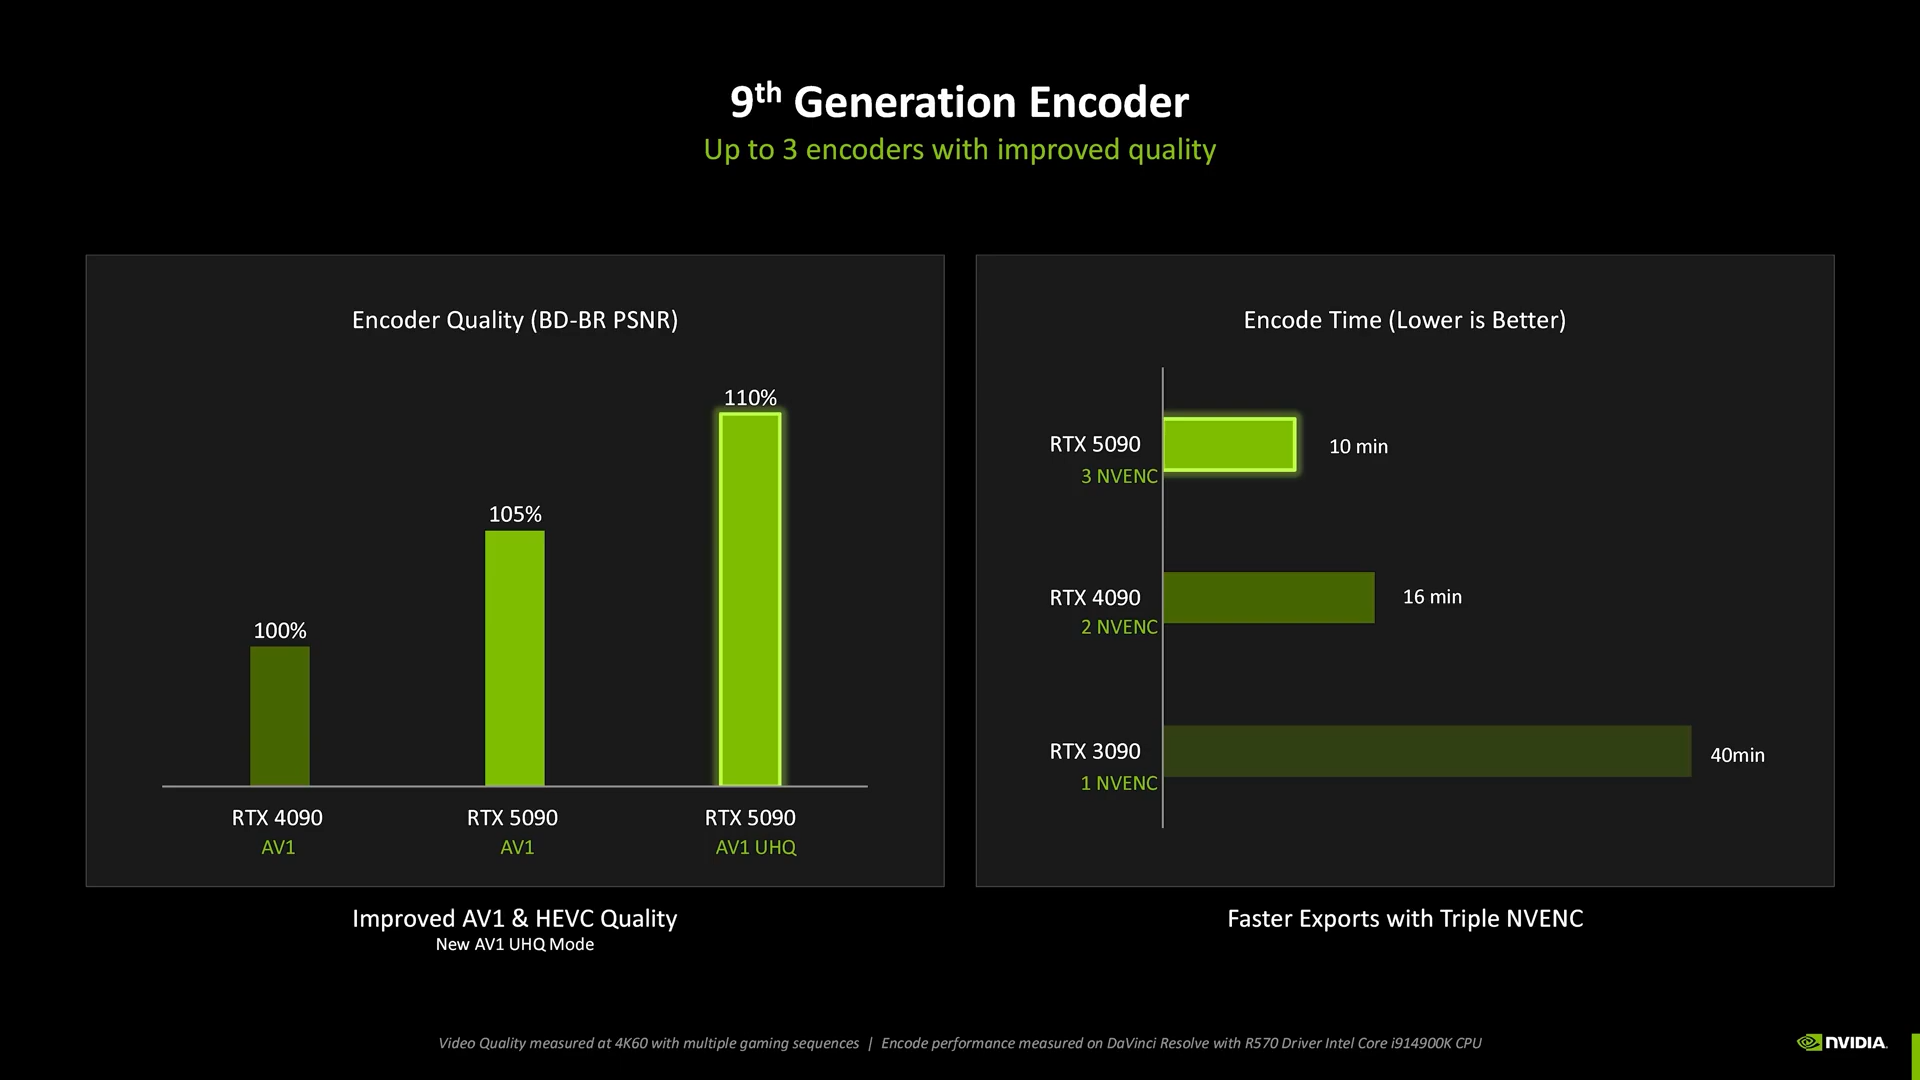 9th Generation Encoder
Up to 3 encoders with improved quality
Encoder Quality (BD-BR PSNR)
110%
105%
100%
RTX 4090
RTX 5090
RTX 5090
AV1
AV1
AV1 UHQ
Improved AV1 & HEVC Quality
New AV1 UHQ Mode
Encode Time (Lower is Better)
RTX 5090
3 NVENC
10 min
RTX 4090
2 NVENC
16 min
RTX 3090
1 NVENC
40min
Faster Exports with Triple NVENC
Video Quality measured at 4K60 with multiple gaming sequences | Encode performance measured on DaVinci Resolve with R570 Driver Intel Core i914900K CPU
NVIDIA.